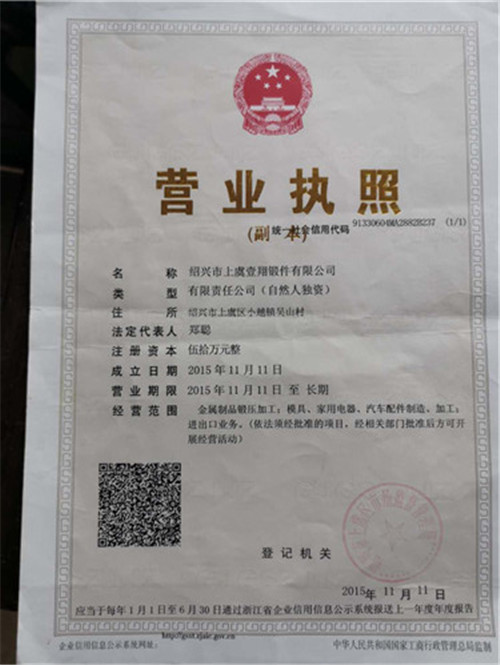 营业执照
(副 本)
统一社会信用代码 91330604MA2882B237 (1/1)
名 称 绍兴市上虞壹翔锻件有限公司
类 型 有限责任公司(自然人独资)
住 所 绍兴市上虞区小越镇吴山村
法定代表人 郑聪
注册资本 伍拾万元整
成立日期 2015年11月11日
营业期限 2015年11月11日 至 长期
经营范围 金属制品锻压加工;模具、家用电器、汽车配件制造、加工;
进出口业务。(依法须经批准的项目,经相关部门批准后方可开
展经营活动)
登记机关
2015年 11月 11日
应当于每年1月1日至6月30日通过浙江省企业信用信息公示系统报送上一年度年度报告
http://gsxt.zjaic.gov.cn
企业信用信息公示系统网址:
中华人民共和国国家工商行政管理总局监制